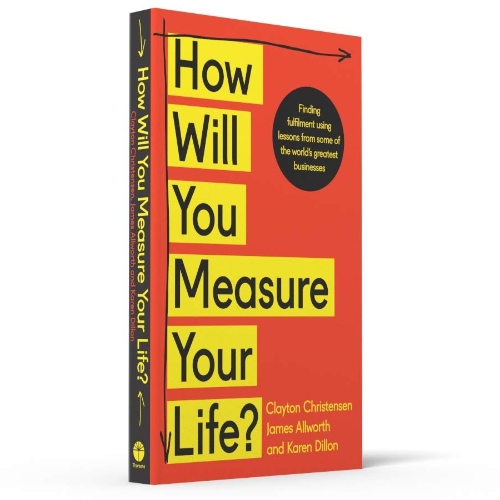 How
Will
You
Measure
Your
Life?
Finding
fulfilment using
lessons from some of
the world's greatest
businesses
Clayton Christensen
James Allworth
and Karen Dillon
How Will You Measure Your Life?
Clayton Christensen, James Allworth and Karen Dillon
Thorsons